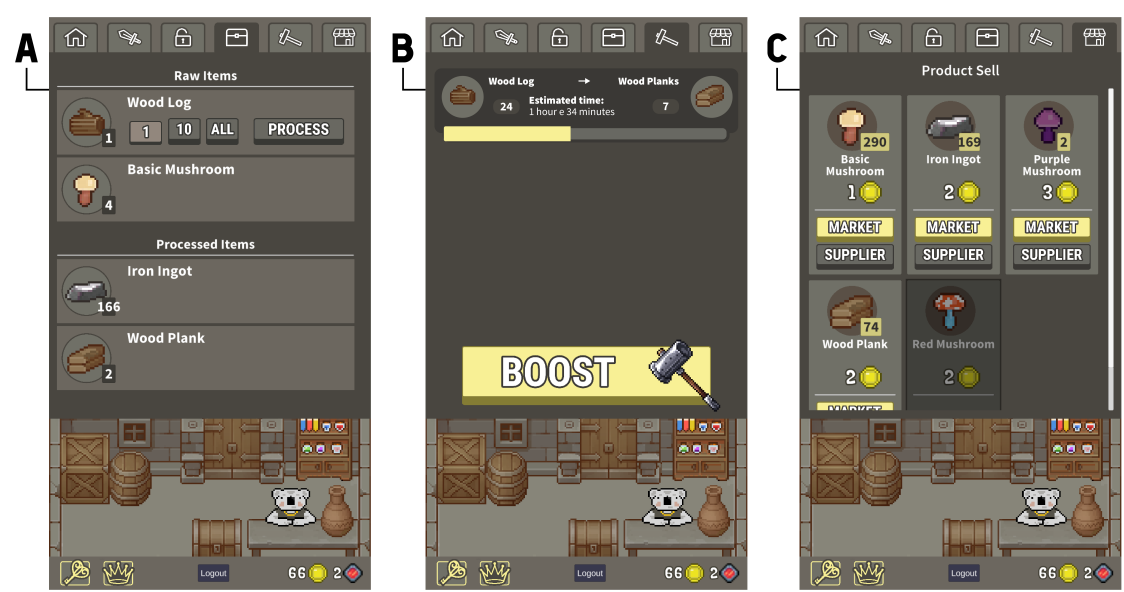 A
Raw Items
Wood Log
1
1
10
ALL
PROCESS
Basic Mushroom
4
Processed Items
Iron Ingot
166
Wood Plank
2
Logout
66
2
B
Wood Log → Wood Planks
24
Estimated time:
1 hour e 34 minutes
7
BOOST
Logout
66
2
C
Product Sell
290
Basic
Mushroom
1
MARKET
SUPPLIER
169
Iron Ingot
2
MARKET
SUPPLIER
2
Purple
Mushroom
3
MARKET
SUPPLIER
74
Wood Plank
2
MARKET
Red Mushroom
2
Logout
66
2